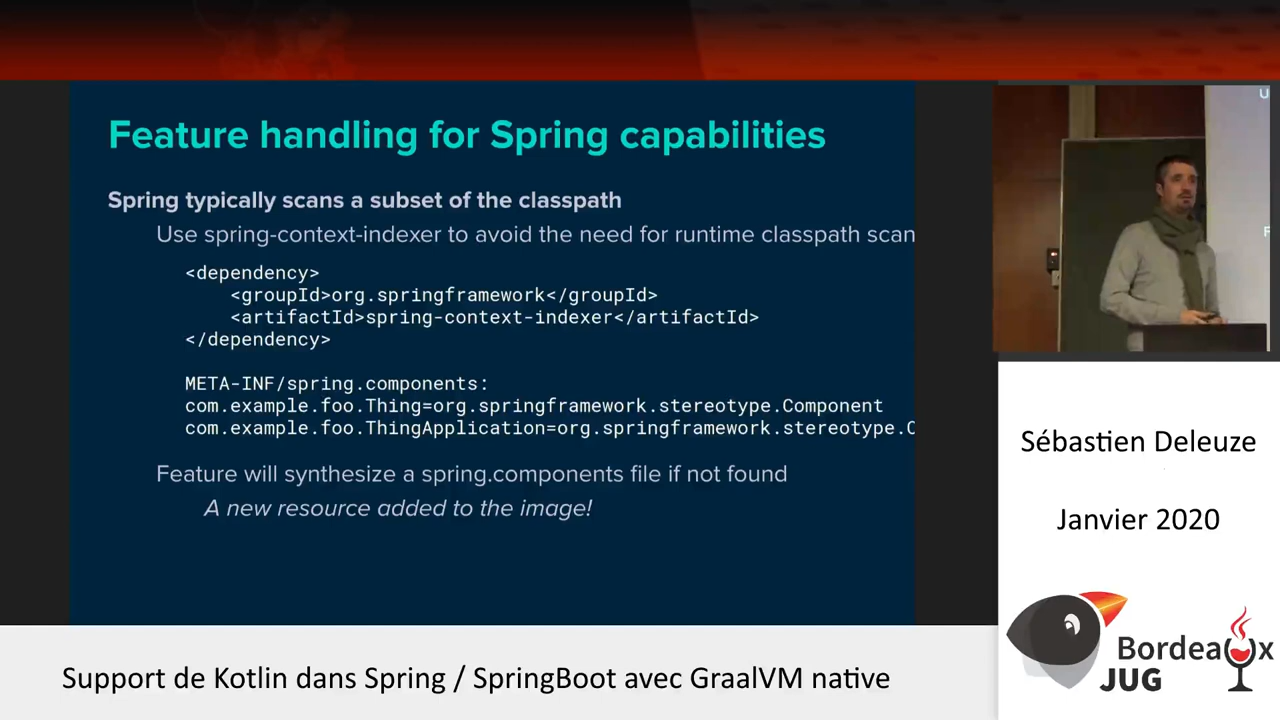 Feature handling for Spring capabilities
Spring typically scans a subset of the classpath
Use spring-context-indexer to avoid the need for runtime classpath scan
<dependency>
<groupId>org.springframework</groupId>
<artifactId>spring-context-indexer</artifactId>
</dependency>
META-INF/spring.components:
com.example.foo.Thing=org.springframework.stereotype.Component
com.example.foo.ThingApplication=org.springframework.stereotype.C
Feature will synthesize a spring.components file if not found
A new resource added to the image!
U
F
Sébastien Deleuze
Janvier 2020
Bordeaux
JUG
Support de Kotlin dans Spring / SpringBoot avec GraalVM native